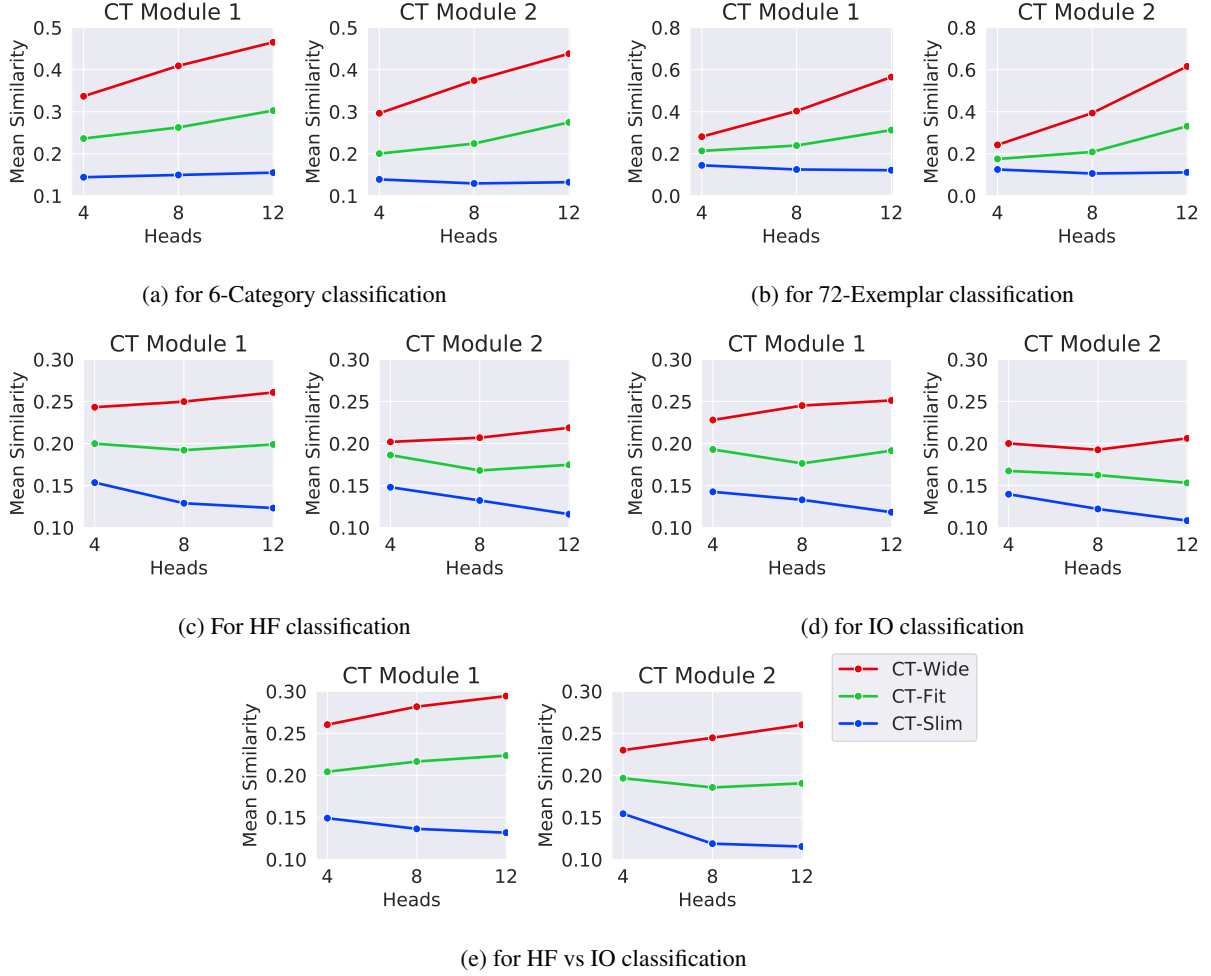 CT Module 1
CT Module 2
CT Module 1
CT Module 2
Mean Similarity
0.5
0.4
0.3
0.2
0.1
4 8 12
Heads
Mean Similarity
0.5
0.4
0.3
0.2
0.1
4 8 12
Heads
Mean Similarity
0.8
0.6
0.4
0.2
0.0
4 8 12
Heads
Mean Similarity
0.8
0.6
0.4
0.2
0.0
4 8 12
Heads
(a) for 6-Category classification
(b) for 72-Exemplar classification
CT Module 1
CT Module 2
CT Module 1
CT Module 2
Mean Similarity
0.30
0.25
0.20
0.15
0.10
4 8 12
Heads
Mean Similarity
0.30
0.25
0.20
0.15
0.10
4 8 12
Heads
Mean Similarity
0.30
0.25
0.20
0.15
0.10
4 8 12
Heads
Mean Similarity
0.30
0.25
0.20
0.15
0.10
4 8 12
Heads
(c) For HF classification
(d) for IO classification
CT Module 1
CT Module 2
Mean Similarity
0.30
0.25
0.20
0.15
0.10
4 8 12
Heads
Mean Similarity
0.30
0.25
0.20
0.15
0.10
4 8 12
Heads
CT-Wide
CT-Fit
CT-Slim
(e) for HF vs IO classification